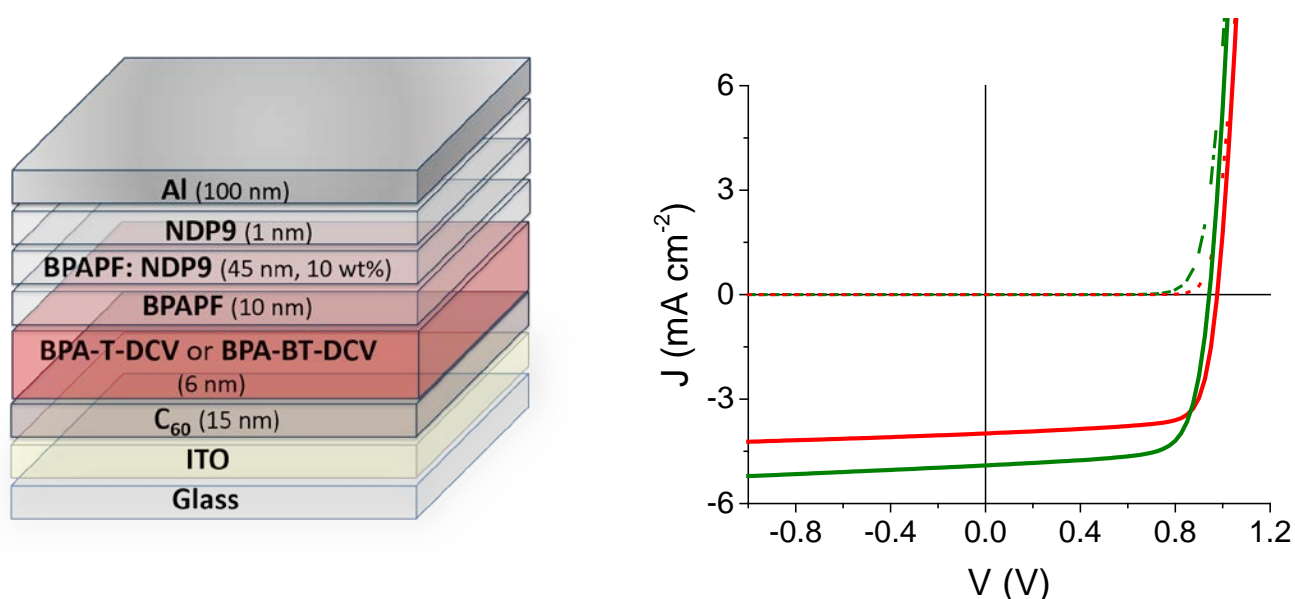 Al (100 nm)
NDP9 (1 nm)
BPAPF: NDP9 (45 nm, 10 wt%)
BPAPF (10 nm)
BPA-T-DCV or BPA-BT-DCV
(6 nm)
C₆₀ (15 nm)
ITO
Glass
J (mA cm⁻²)
6
3
0
-3
-6
-0.8 -0.4 0.0 0.4 0.8 1.2
V (V)